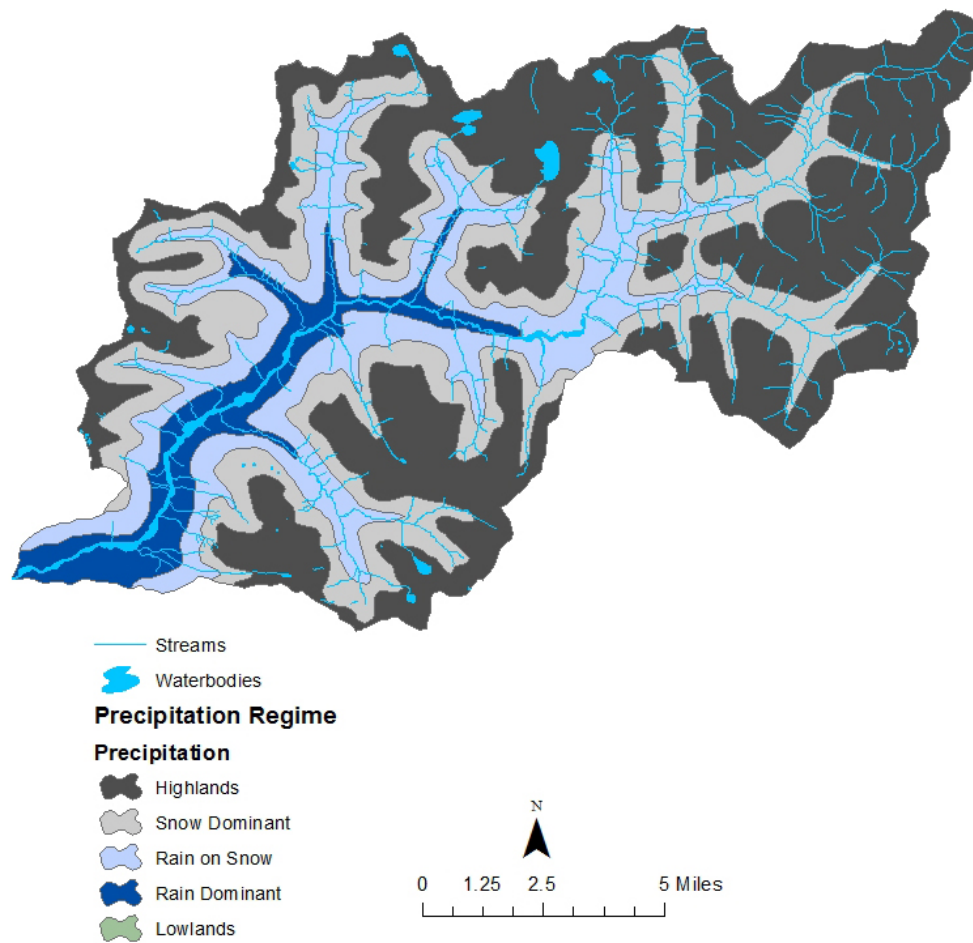 Streams
Waterbodies
Precipitation Regime
Precipitation
Highlands
Snow Dominant
Rain on Snow
Rain Dominant
Lowlands
N
0 1.25 2.5 5 Miles